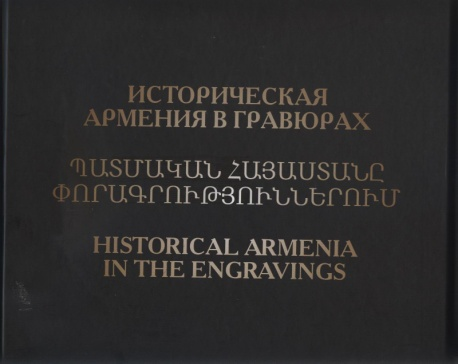 ИСТОРИЧЕСКАЯ
АРМЕНИЯ В ГРАВЮРАХ
ՊԱՏՄԱԿԱՆ ՀԱՅԱՍՏԱՆԸ
ՓՈՐԱԳՐՈՒԹՅՈՒՆՆԵՐՈՒՄ
HISTORICAL ARMENIA
IN THE ENGRAVINGS